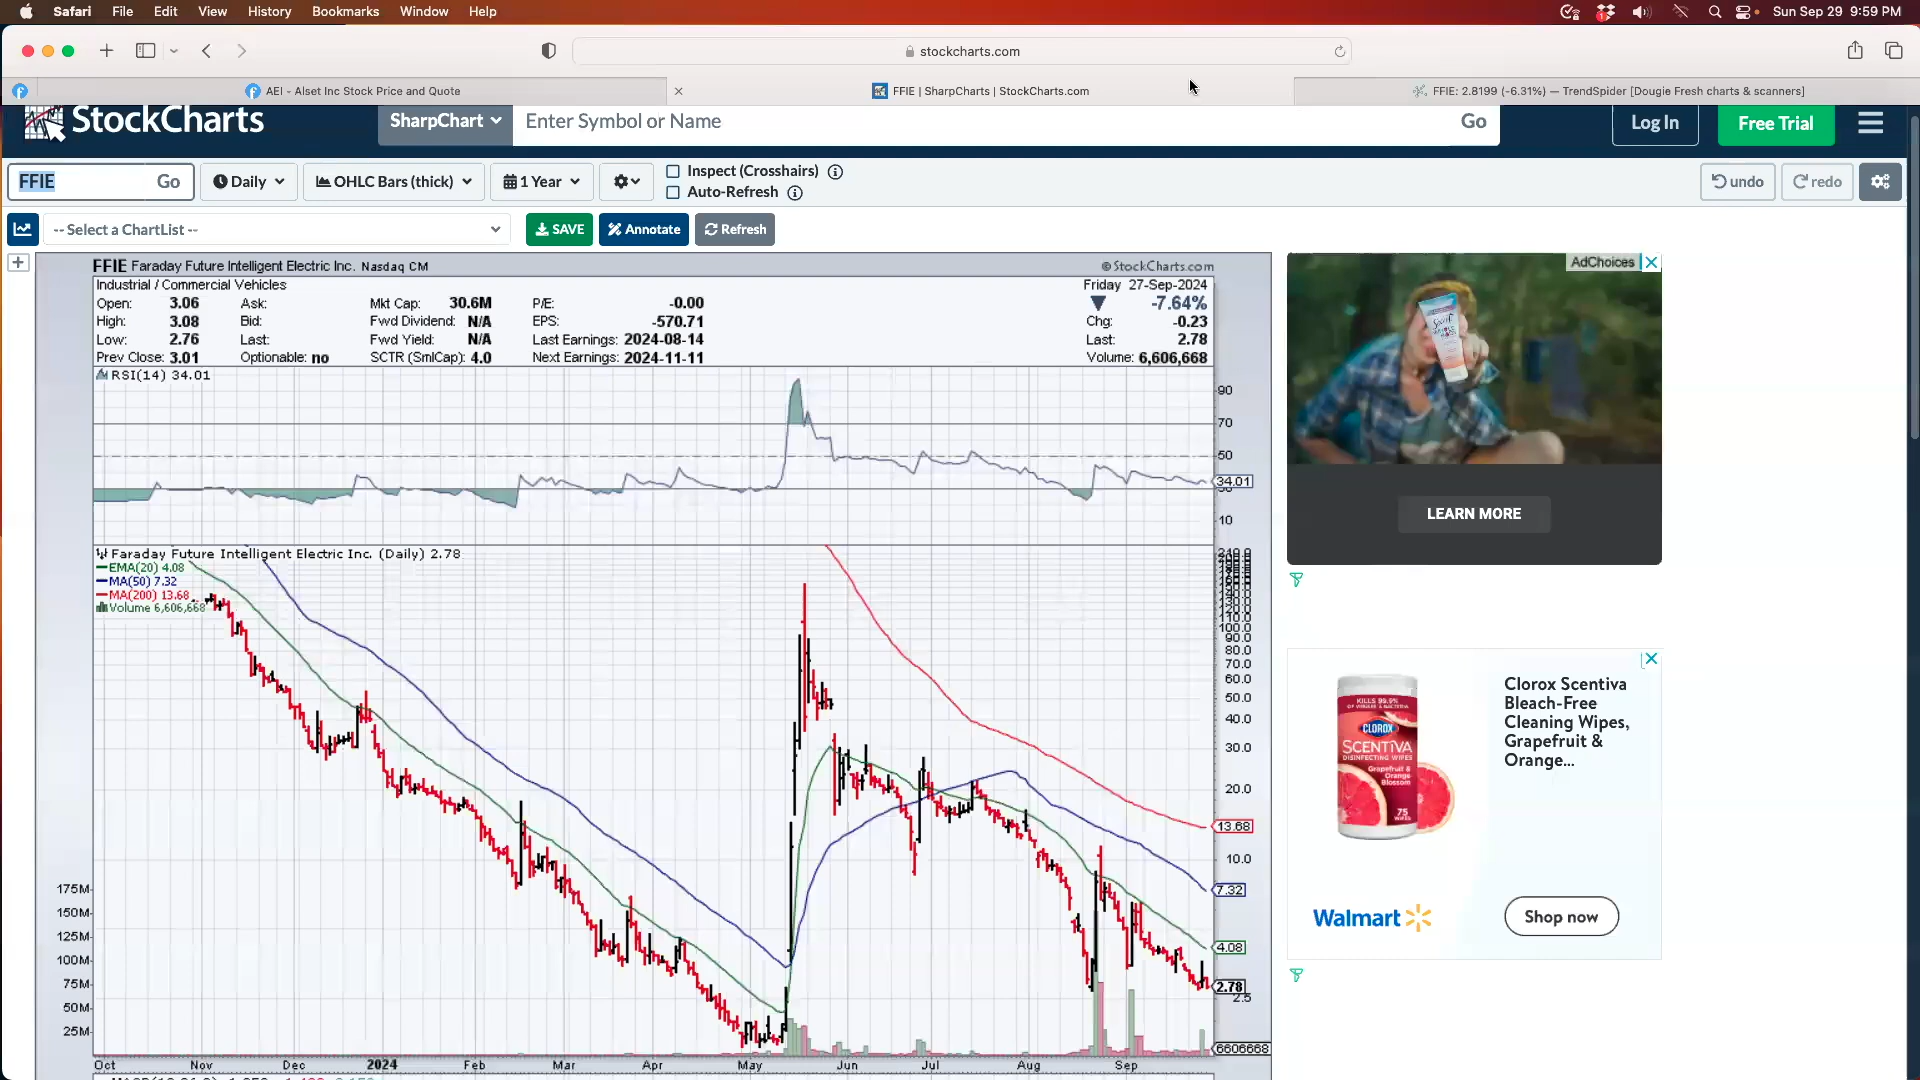 Safari File Edit View History Bookmarks Window Help Sun Sep 29 9:59 PM
stockcharts.com
AEI - Alset Inc Stock Price and Quote
FFIE | SharpCharts | StockCharts.com
FFIE: 2.8199 (-6.31%) — TrendSpider [Dougie Fresh charts & scanners]
StockCharts SharpChart Enter Symbol or Name Go Log In Free Trial
FFIE Go Daily OHLC Bars (thick) 1 Year Inspect (Crosshairs) undo redo
Auto-Refresh
-- Select a ChartList -- SAVE Annotate Refresh
FFIE Faraday Future Intelligent Electric Inc. Nasdaq CM © StockCharts.com
Industrial / Commercial Vehicles Friday 27-Sep-2024
Open: 3.06 Ask: Mkt Cap: 30.6M P/E: -0.00 -7.64%
High: 3.08 Bid: Fwd Dividend: N/A EPS: -570.71 Chg: -0.23
Low: 2.76 Last: Fwd Yield: N/A Last Earnings: 2024-08-14 Last: 2.78
Prev Close: 3.01 Optionable: no SCTR (SmlCap): 4.0 Next Earnings: 2024-11-11 Volume: 6,606,668
RSI(14) 34.01
90
70
50
34.01
10
Faraday Future Intelligent Electric Inc. (Daily) 2.78
EMA(20) 4.08
MA(50) 7.32
MA(200) 13.68
Volume 6,606,668
110.0
100.0
90.0
80.0
70.0
60.0
50.0
40.0
30.0
20.0
13.68
10.0
7.32
4.08
2.78
2.5
6606668
175M
150M
125M
100M
75M
50M
25M
Oct Nov Dec 2024 Feb Mar Apr May Jun Jul Aug Sep
AdChoices
LEARN MORE
KILLS 99.9%
CLOROX
SCENTIVA
DISINFECTING WIPES
Grapefruit &
Orange
Blossom
75
WIPES
Clorox Scentiva
Bleach-Free
Cleaning Wipes,
Grapefruit &
Orange...
Walmart
Shop now